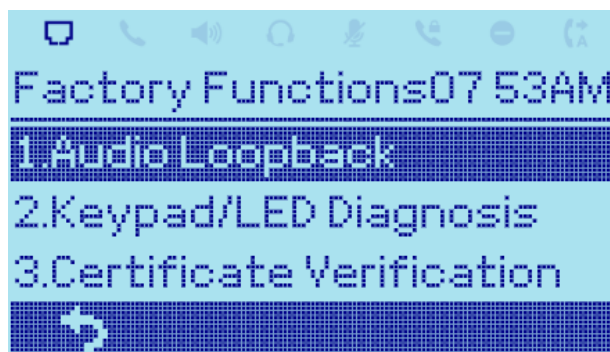 Factory Functions07 53AM
1.Audio Loopback
2.Keypad/LED Diagnosis
3.Certificate Verification